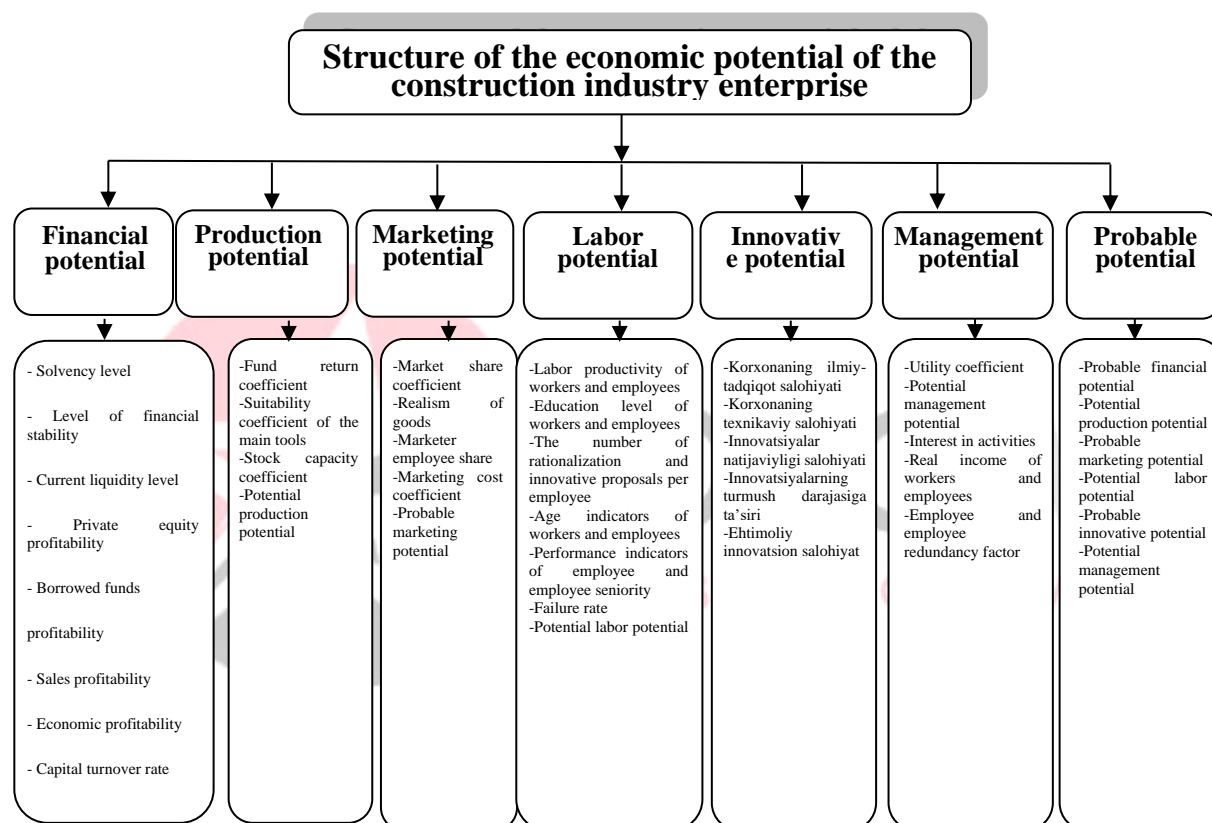 Structure of the economic potential of the
construction industry enterprise
Financial
potential
Production
potential
Marketing
potential
Labor
potential
Innovativ
e potential
Management
potential
Probable
potential
- Solvency level
- Level of financial
stability
- Current liquidity level
- Private equity
profitability
- Borrowed funds
profitability
- Sales profitability
- Economic profitability
- Capital turnover rate
-Fund return
coefficient
-Suitability
coefficient of the
main tools
-Stock capacity
coefficient
-Potential
production
potential
-Market share
coefficient
-Realism of
goods
-Marketer
employee share
-Marketing cost
coefficient
-Probable
marketing
potential
-Labor productivity of
workers and employees
-Education level of
workers and employees
-The number of
rationalization and
innovative proposals per
employee
-Age indicators of
workers and employees
-Performance indicators
of employee and
employee seniority
-Failure rate
-Potential labor potential
-Korxonaning ilmiy-
tadqiqot salohiyati
-Korxonaning
texnikaviy salohiyati
-Innovatsiyalar
natijaviyligi salohiyati
-Innovatsiyalarning
turmush darajasiga
ta’siri
-Ehtimoliy
innovatsion salohiyat
-Utility coefficient
-Potential
management
potential
-Interest in activities
-Real income of
workers and
employees
-Employee and
employee
redundancy factor
-Probable financial
potential
-Potential
production potential
-Probable
marketing potential
-Potential labor
potential
-Probable
innovative potential
-Potential
management
potential